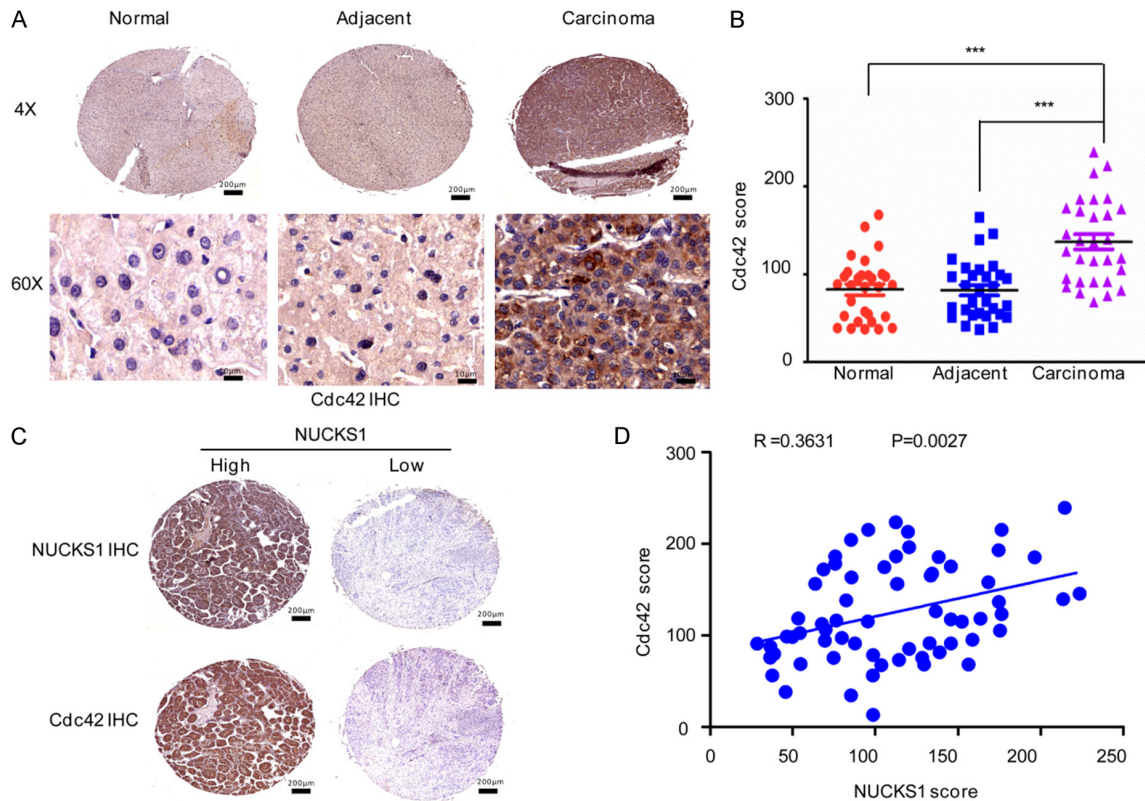 A
Normal
Adjacent
Carcinoma
4X
200μm
200μm
200μm
60X
10μm
10μm
Cdc42 IHC
B
***
***
300
200
100
0
Cdc42 score
Normal
Adjacent
Carcinoma
C
NUCKS1
High
Low
NUCKS1 IHC
200μm
200μm
Cdc42 IHC
200μm
200μm
D
R =0.3631
P=0.0027
300
200
100
0
Cdc42 score
0
50
100
150
200
250
NUCKS1 score